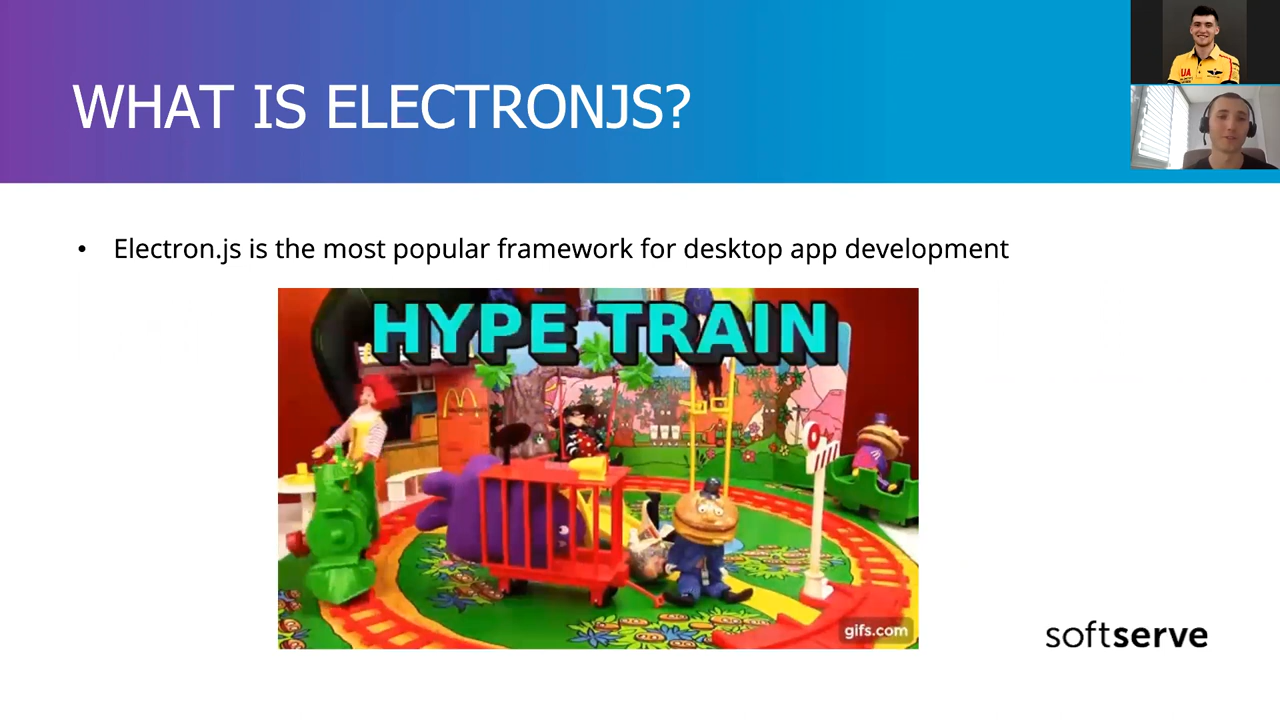 WHAT IS ELECTRONJS?
UA
• Electron.js is the most popular framework for desktop app development
HYPE TRAIN
gifs.com
softserve